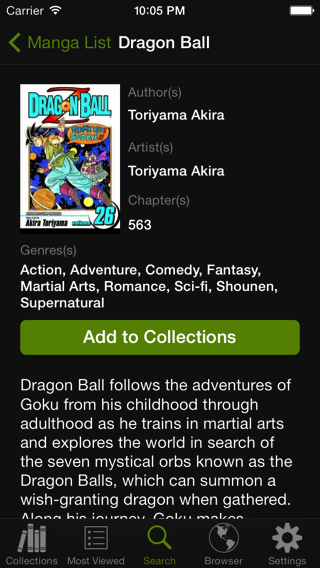 Carrier 10:05 PM
Manga List Dragon Ball
Author(s)
Toriyama Akira
Artist(s)
Toriyama Akira
Chapter(s)
563
DRAGON BALL
Z
Akira Toriyama
26
Genres(s)
Action, Adventure, Comedy, Fantasy,
Martial Arts, Romance, Sci-fi, Shounen,
Supernatural
Add to Collections
Dragon Ball follows the adventures of
Goku from his childhood through
adulthood as he trains in martial arts
and explores the world in search of
the seven mystical orbs known as the
Dragon Balls, which can summon a
wish-granting dragon when gathered.
Along his journey, Goku makes
Collections Most Viewed Search Browser Settings